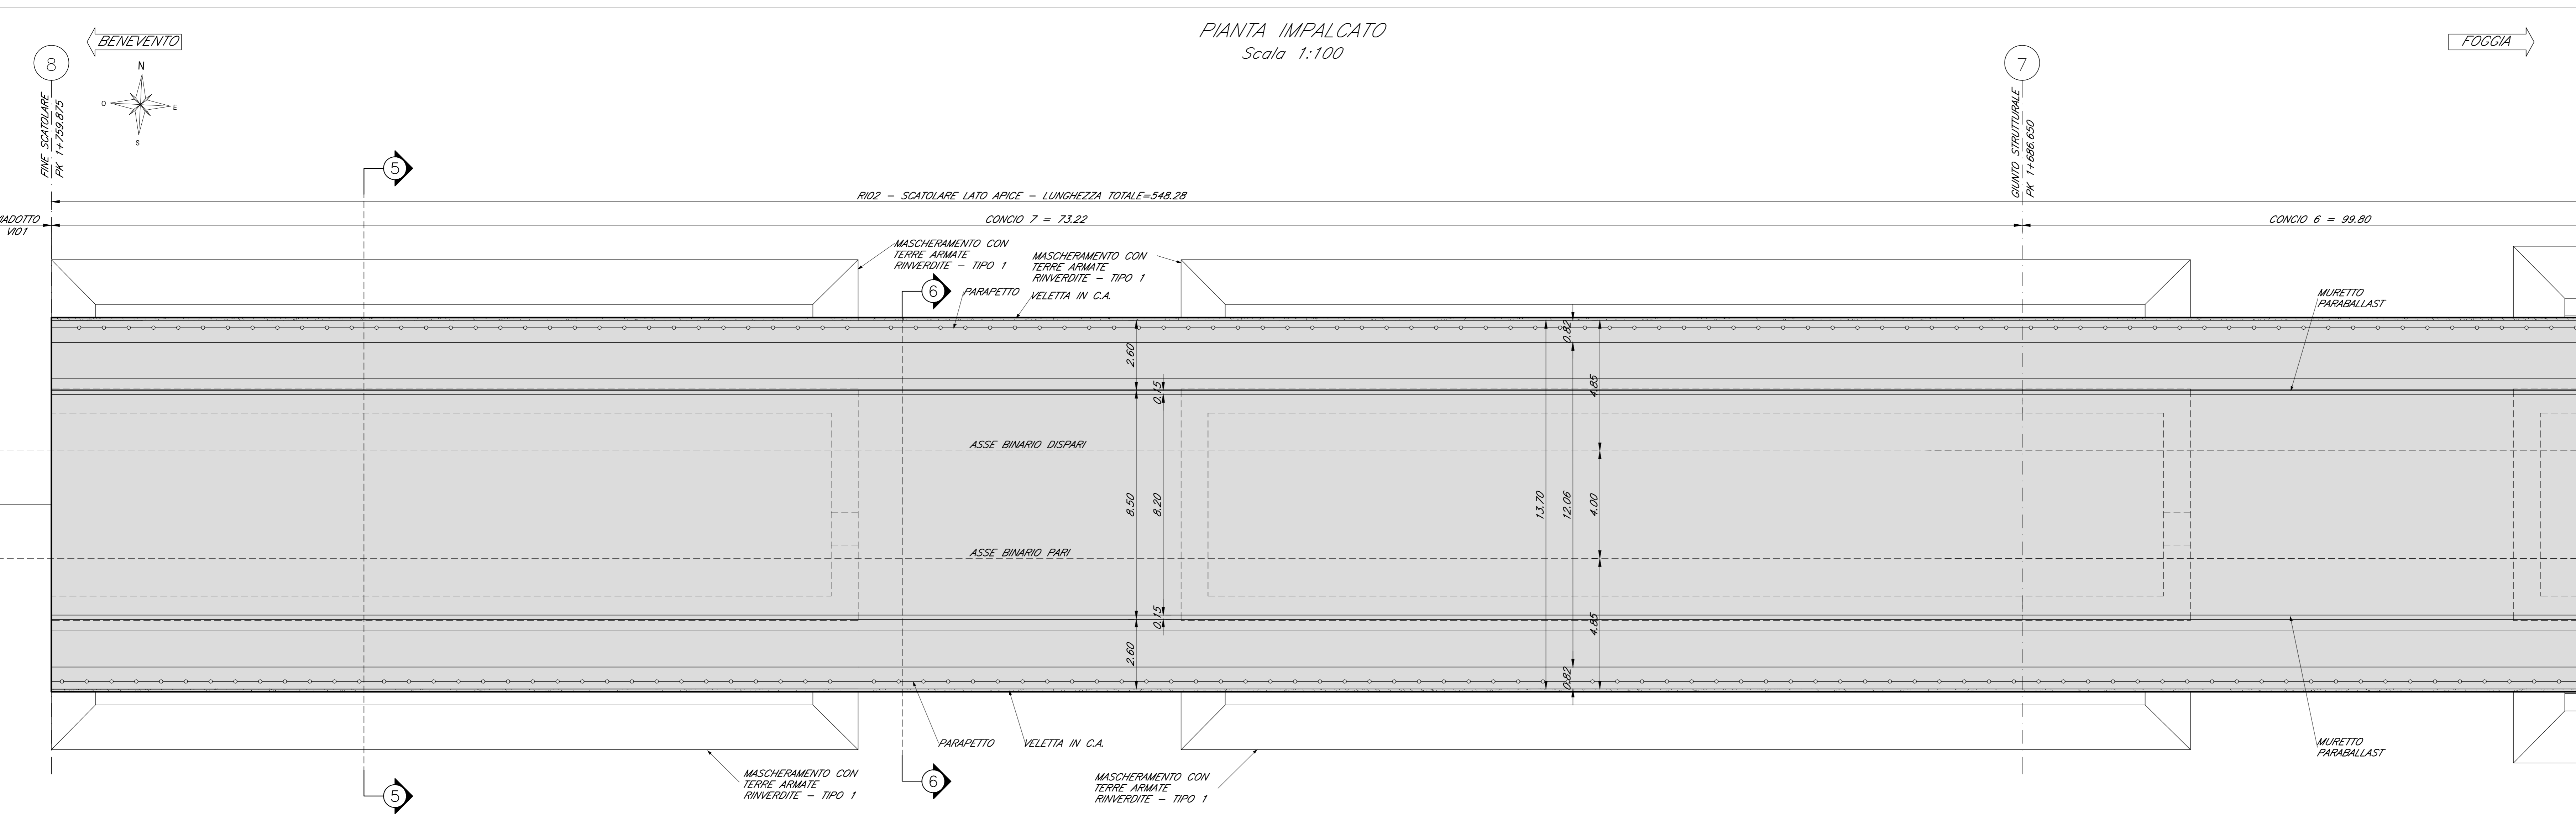 PIANTA IMPALCATO
Scala 1:100
BENEVENTO
FOGGIA
8
7
N
O
E
S
FINE SCATOLARE
PK 1+759.875
GIUNTO STRUTTURALE
PK 1+686.650
5
RI02 - SCATOLARE LATO APICE - LUNGHEZZA TOTALE=548.28
VI01
CONCIO 7 = 73.22
CONCIO 6 = 99.80
MASCHERAMENTO CON
TERRE ARMATE
RINVERDITE - TIPO 1
MASCHERAMENTO CON
TERRE ARMATE
RINVERDITE - TIPO 1
6
PARAPETTO
VELETTA IN C.A.
MURETTO
PARABALLAST
2.60
0.15
0.82
4.85
ASSE BINARIO DISPARI
8.50
8.20
13.70
12.06
4.00
ASSE BINARIO PARI
0.15
2.60
4.85
0.82
PARAPETTO
VELETTA IN C.A.
MURETTO
PARABALLAST
MASCHERAMENTO CON
TERRE ARMATE
RINVERDITE - TIPO 1
6
MASCHERAMENTO CON
TERRE ARMATE
RINVERDITE - TIPO 1
5